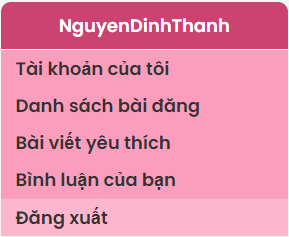 NguyenDinhThanh
Tài khoản của tôi
Danh sách bài đăng
Bài viết yêu thích
Bình luận của bạn
Đăng xuất